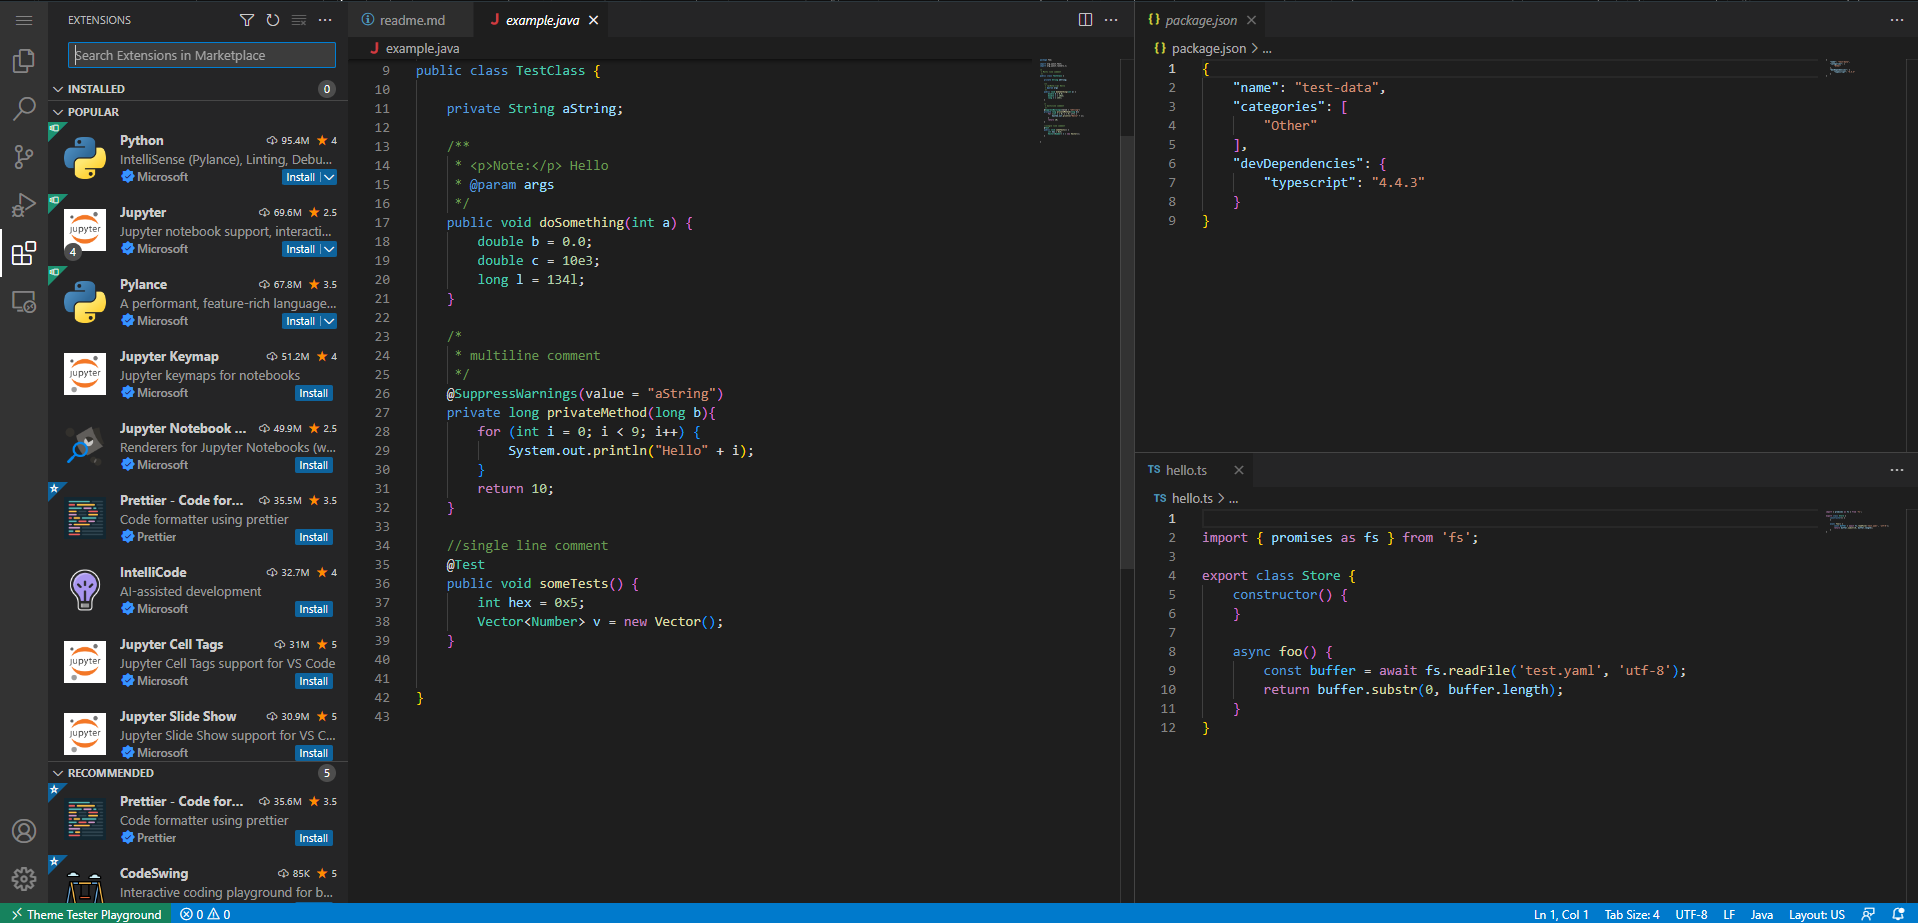 EXTENSIONS
Search Extensions in Marketplace
INSTALLED 0
POPULAR
Python 95.4M 4
IntelliSense (Pylance), Linting, Debu...
Microsoft Install
Jupyter 69.6M 2.5
Jupyter notebook support, interacti...
Microsoft Install
jupyter
4
Pylance 67.8M 3.5
A performant, feature-rich language...
Microsoft Install
Jupyter Keymap 51.2M 4
Jupyter keymaps for notebooks
Microsoft Install
jupyter
Jupyter Notebook ... 49.9M 2.5
Renderers for Jupyter Notebooks (w...
Microsoft Install
Prettier - Code for... 35.5M 3.5
Code formatter using prettier
Prettier Install
IntelliCode 32.7M 4
AI-assisted development
Microsoft Install
Jupyter Cell Tags 31M 5
Jupyter Cell Tags support for VS Code
Microsoft Install
jupyter
Jupyter Slide Show 30.9M 5
Jupyter Slide Show support for VS C...
Microsoft Install
jupyter
RECOMMENDED 5
Prettier - Code for... 35.6M 3.5
Code formatter using prettier
Prettier Install
CodeSwing 85K 5
Interactive coding playground for b...
readme.md
J example.java
J example.java
9 public class TestClass {
10
11 private String aString;
12
13 /**
14 * <p>Note:</p> Hello
15 * @param args
16 */
17 public void doSomething(int a) {
18 double b = 0.0;
19 double c = 10e3;
20 long l = 134l;
21 }
22
23 /*
24 * multiline comment
25 */
26 @SuppressWarnings(value = "aString")
27 private long privateMethod(long b){
28 for (int i = 0; i < 9; i++) {
29 System.out.println("Hello" + i);
30 }
31 return 10;
32 }
33
34 //single line comment
35 @Test
36 public void someTests() {
37 int hex = 0x5;
38 Vector<Number> v = new Vector();
39 }
40
41
42 }
43
{} package.json
{} package.json > ...
1 {
2 "name": "test-data",
3 "categories": [
4 "Other"
5 ],
6 "devDependencies": {
7 "typescript": "4.4.3"
8 }
9 }
TS hello.ts
TS hello.ts > ...
1
2 import { promises as fs } from 'fs';
3
4 export class Store {
5 constructor() {
6 }
7
8 async foo() {
9 const buffer = await fs.readFile('test.yaml', 'utf-8');
10 return buffer.substr(0, buffer.length);
11 }
12 }
Theme Tester Playground 0 0
Ln 1, Col 1 Tab Size: 4 UTF-8 LF Java Layout: US